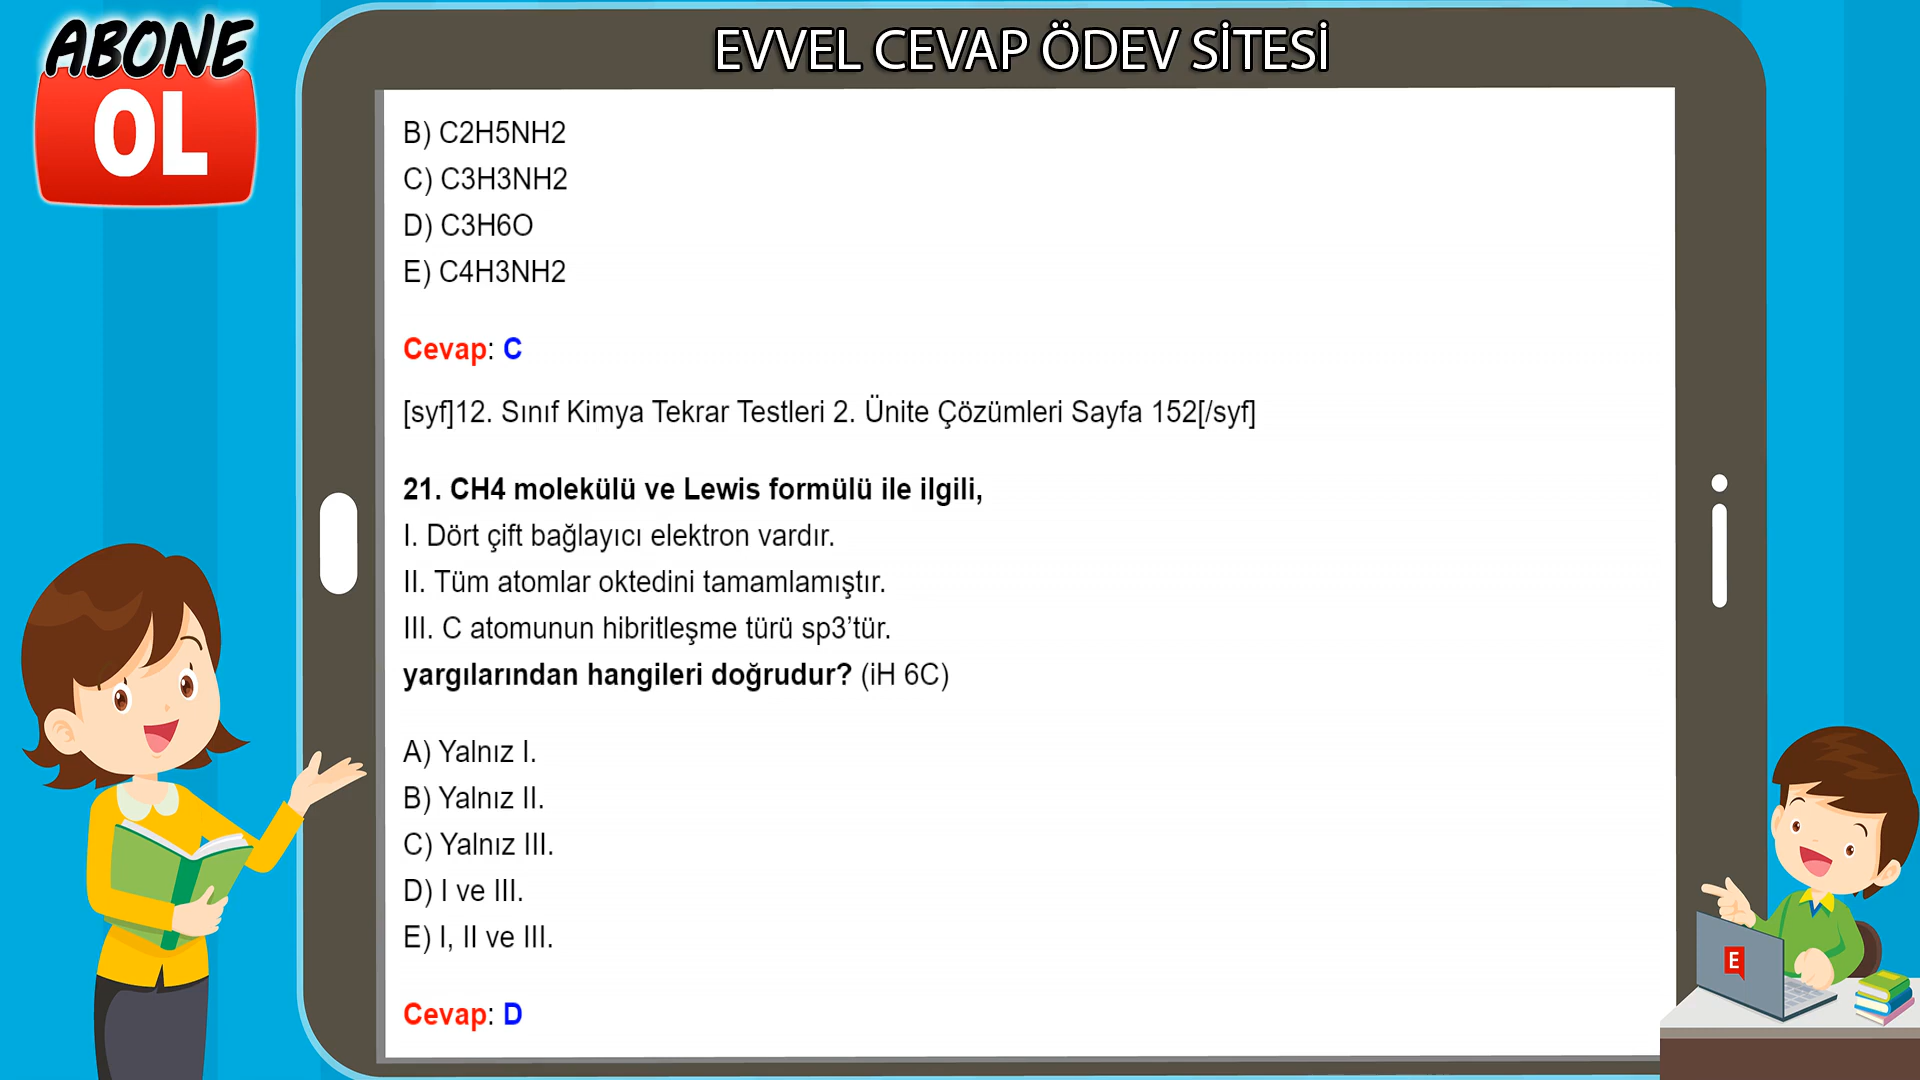 ABONE
OL
EVVEL CEVAP ÖDEV SİTESİ
B) C2H5NH2
C) C3H3NH2
D) C3H6O
E) C4H3NH2
Cevap: C
[syf]12. Sınıf Kimya Tekrar Testleri 2. Ünite Çözümleri Sayfa 152[/syf]
21. CH4 molekülü ve Lewis formülü ile ilgili,
I. Dört çift bağlayıcı elektron vardır.
II. Tüm atomlar oktedini tamamlamıştır.
III. C atomunun hibritleşme türü sp3’tür.
yargılarından hangileri doğrudur? (iH 6C)
A) Yalnız I.
B) Yalnız II.
C) Yalnız III.
D) I ve III.
E) I, II ve III.
Cevap: D
E